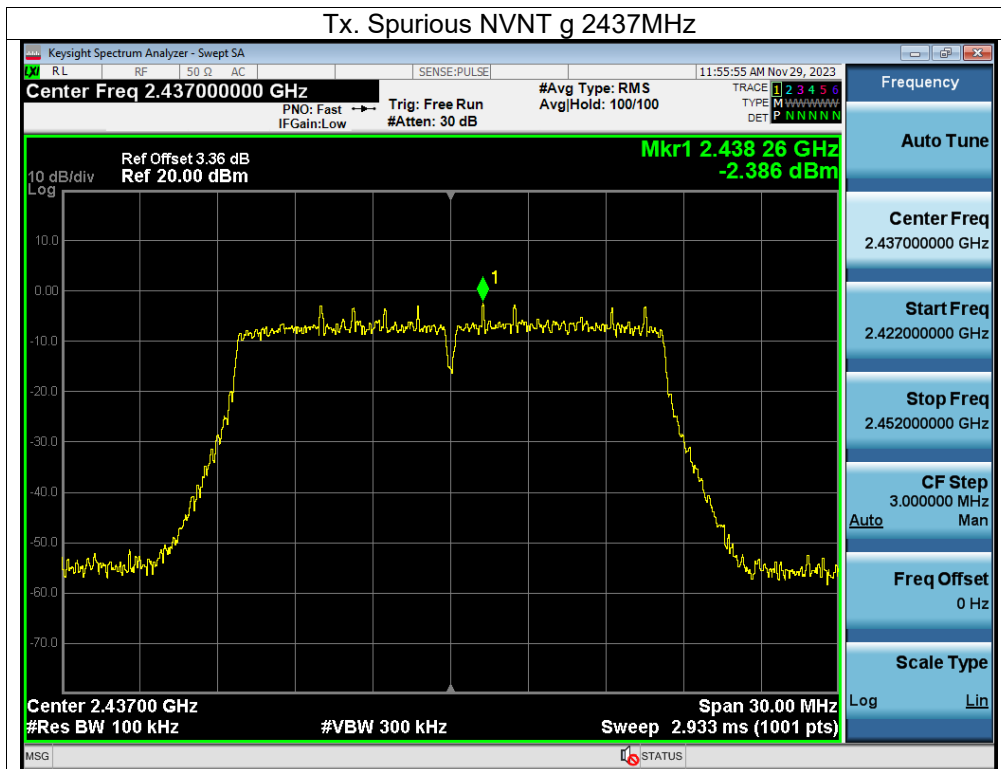 Tx. Spurious NVNT g 2437MHz
Keysight Spectrum Analyzer - Swept SA
LXI RL RF 50 Ω AC SENSE:PULSE 11:55:55 AM Nov 29, 2023
Center Freq 2.437000000 GHz
PNO: Fast
IFGain:Low
Trig: Free Run
#Atten: 30 dB
#Avg Type: RMS
Avg|Hold: 100/100
TRACE 1 2 3 4 5 6
TYPE M WWWWW
DET P N N N N N
Mkr1 2.438 26 GHz
-2.386 dBm
Ref Offset 3.36 dB
10 dB/div Ref 20.00 dBm
Log
10.0
0.00
-10.0
-20.0
-30.0
-40.0
-50.0
-60.0
-70.0
1
Center 2.43700 GHz Span 30.00 MHz
#Res BW 100 kHz #VBW 300 kHz Sweep 2.933 ms (1001 pts)
MSG STATUS
Frequency
Auto Tune
Center Freq
2.437000000 GHz
Start Freq
2.422000000 GHz
Stop Freq
2.452000000 GHz
CF Step
3.000000 MHz
Auto Man
Freq Offset
0 Hz
Scale Type
Log Lin